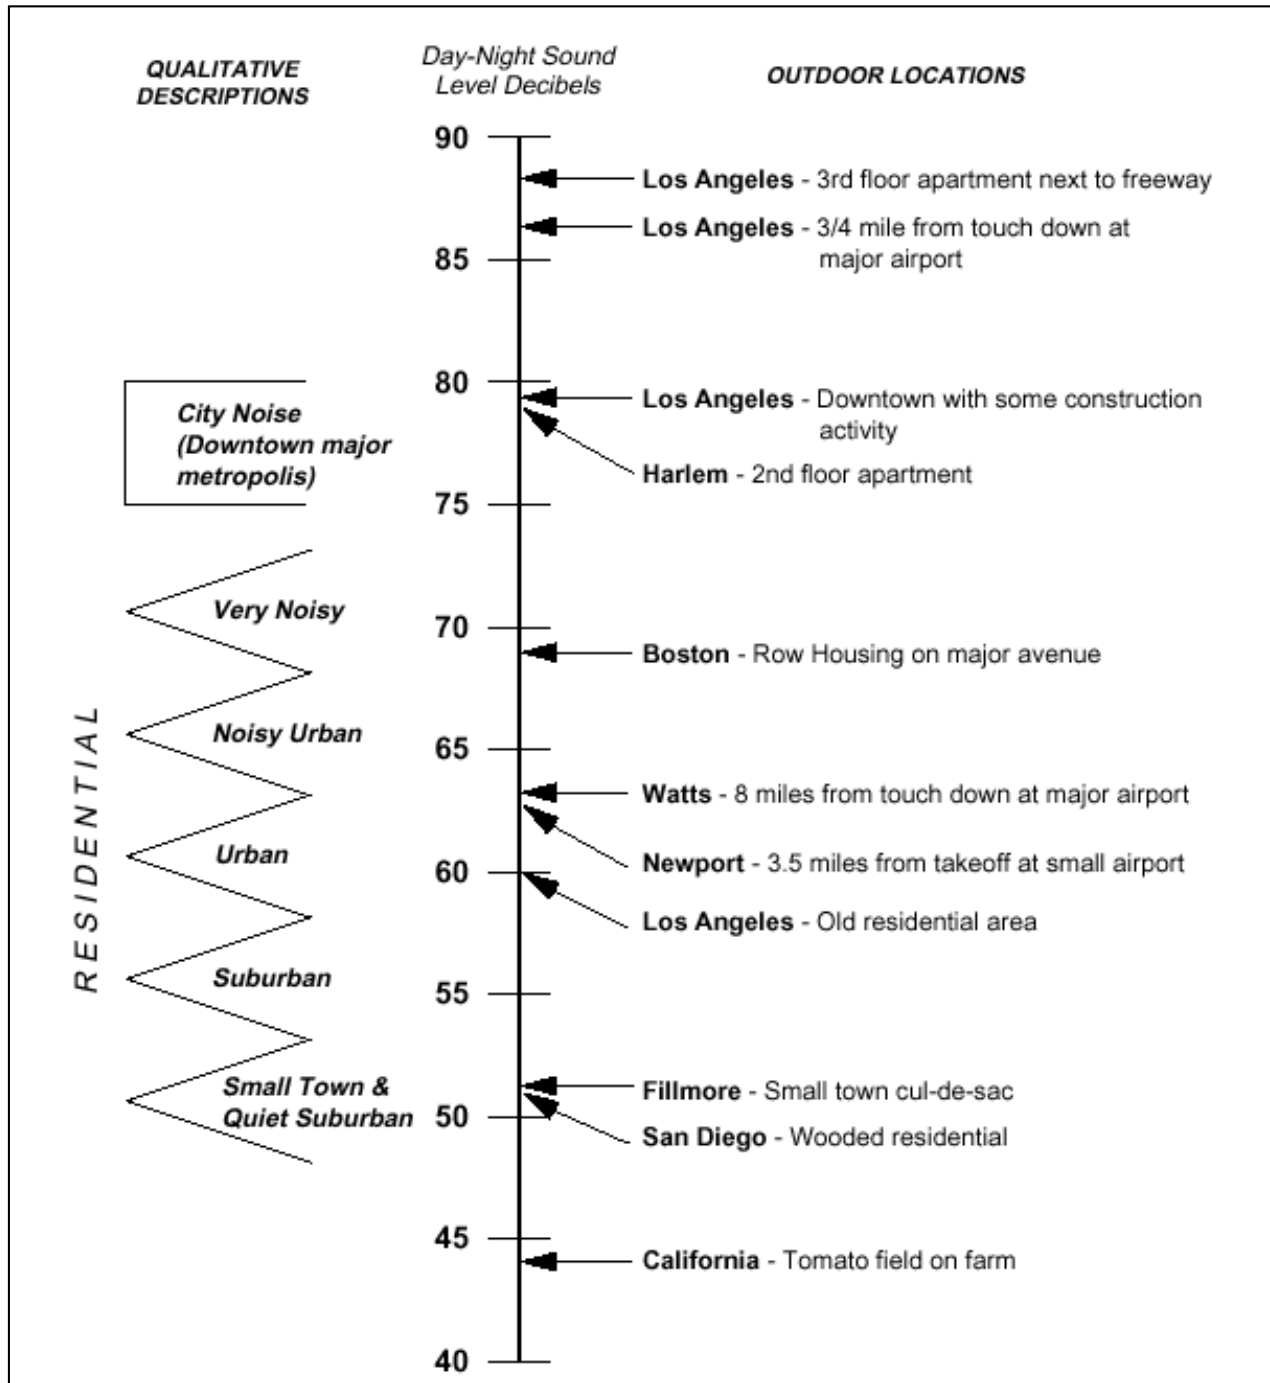 QUALITATIVE
DESCRIPTIONS
Day-Night Sound
Level Decibels
OUTDOOR LOCATIONS
90
Los Angeles - 3rd floor apartment next to freeway
Los Angeles - 3/4 mile from touch down at
major airport
85
80
City Noise
(Downtown major
metropolis)
Los Angeles - Downtown with some construction
activity
Harlem - 2nd floor apartment
75
Very Noisy
70
Boston - Row Housing on major avenue
RESIDENTIAL
Noisy Urban
65
Watts - 8 miles from touch down at major airport
Urban
Newport - 3.5 miles from takeoff at small airport
60
Los Angeles - Old residential area
Suburban
55
Small Town &
Quiet Suburban
Fillmore - Small town cul-de-sac
50
San Diego - Wooded residential
45
California - Tomato field on farm
40